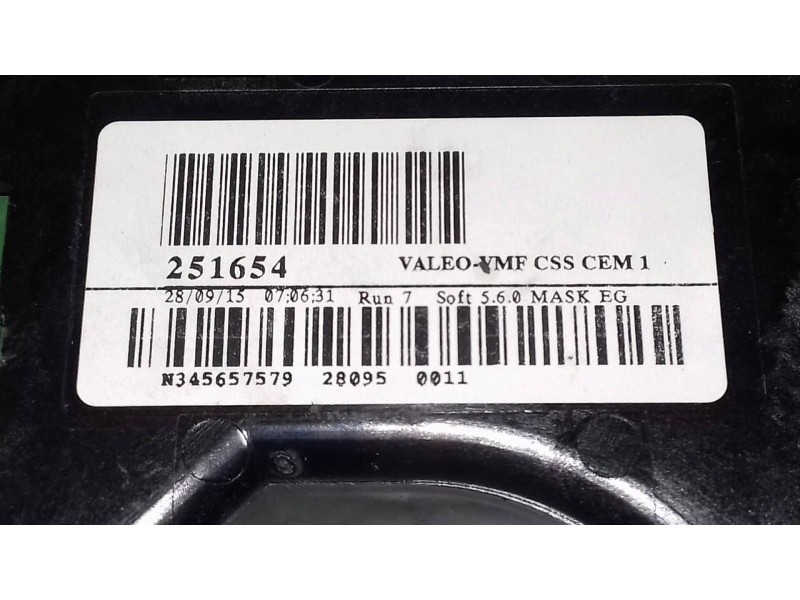 251654 VALEO-VMF CSS CEM 1
28/09/15 07:06:31 Run 7 Soft 5.6.0 MASK EG
N345657579 28095 0011